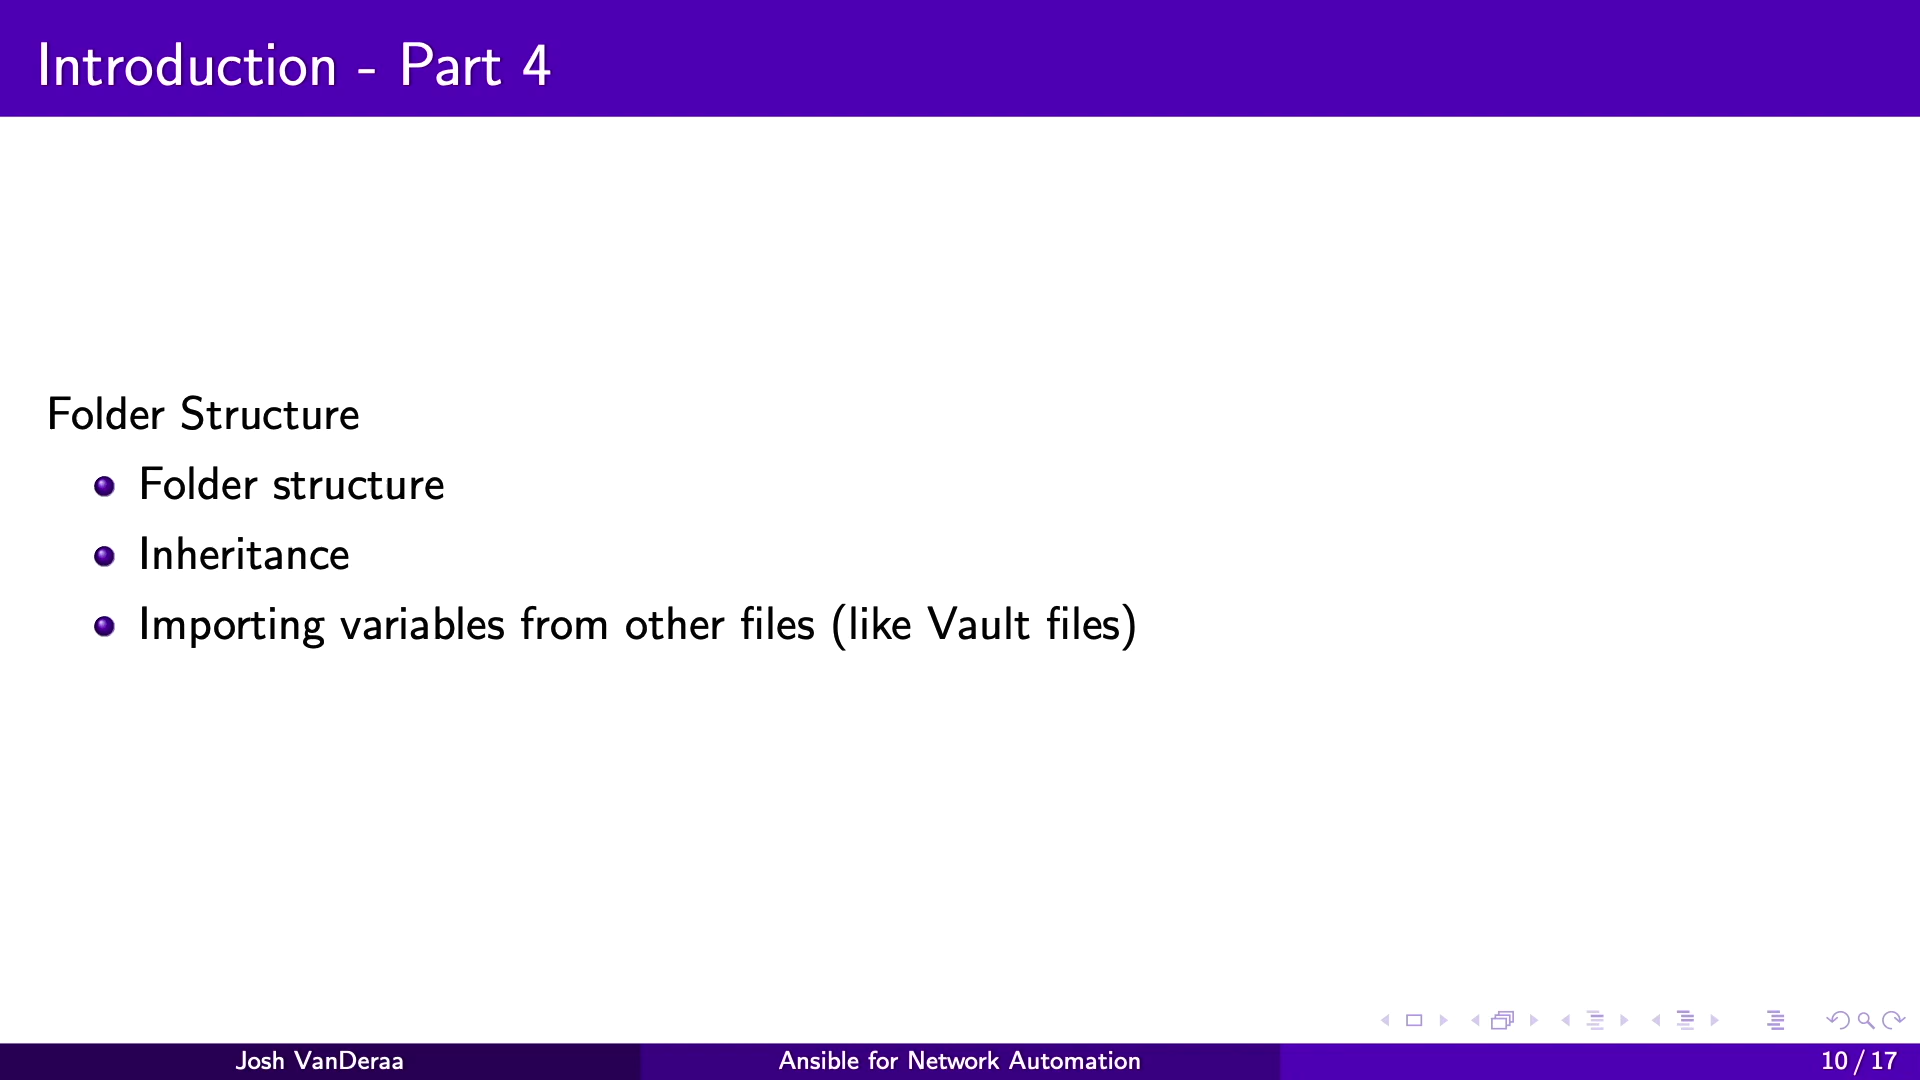 Introduction - Part 4
Folder Structure
Folder structure
Inheritance
Importing variables from other files (like Vault files)
Josh VanDeraa
Ansible for Network Automation
10 / 17